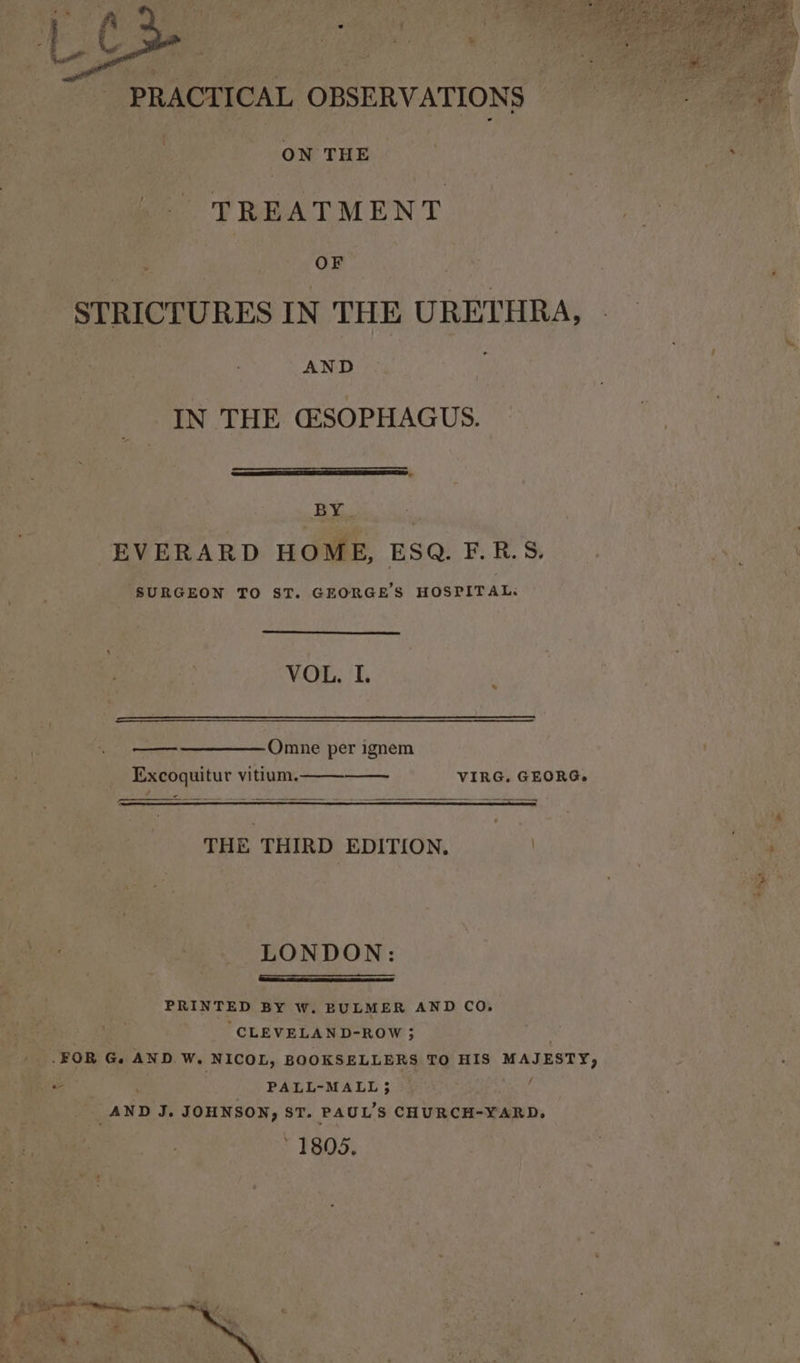 LC3
PRACTICAL OBSERVATIONS
ON THE
TREATMENT
OF
STRICTURES IN THE URETHRA,
AND
IN THE ŒSOPHAGUS.
BY
EVERARD HOME, ESQ. F. R. S.
SURGEON TO ST. GEORGE'S HOSPITAL.
VOL. I.
—— ——Omne per ignem
Excoquitur vitium.—— —— VIRG. GEORG.
THE THIRD EDITION.
LONDON:
PRINTED BY W. BULMER AND CO.
CLEVELAND-ROW;
FOR G. AND W. NICOL, BOOKSELLERS TO HIS MAJESTY,
PALL-MALL;
AND J. JOHNSON, ST. PAUL'S CHURCH-YARD.
1805.